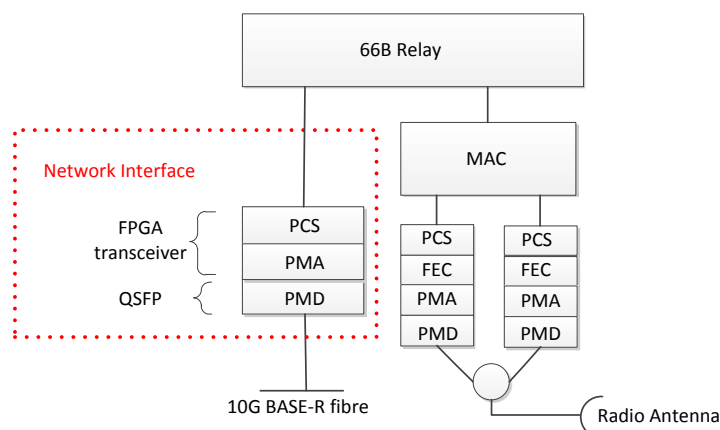 66B Relay
MAC
Network Interface
FPGA
transceiver
QSFP
PCS
PMA
PMD
PCS
FEC
PMA
PMD
PCS
FEC
PMA
PMD
10G BASE-R fibre
Radio Antenna